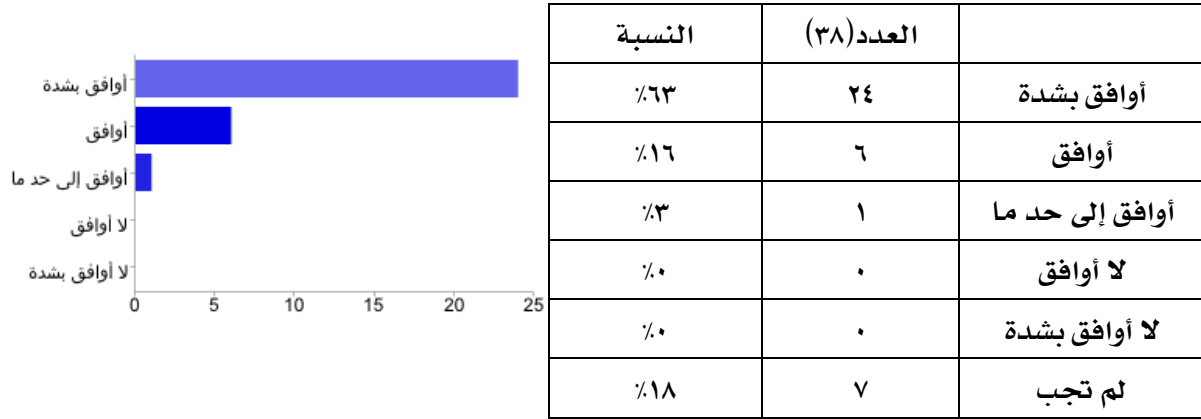 العدد(٣٨) النسبة
أوافق بشدة ٢٤ ٦٣٪
أوافق ٦ ١٦٪
أوافق إلى حد ما ١ ٣٪
لا أوافق ٠ ٠٪
لا أوافق بشدة ٠ ٠٪
لم تجب ٧ ١٨٪
أوافق بشدة
أوافق
أوافق إلى حد ما
لا أوافق
لا أوافق بشدة
0 5 10 15 20 25